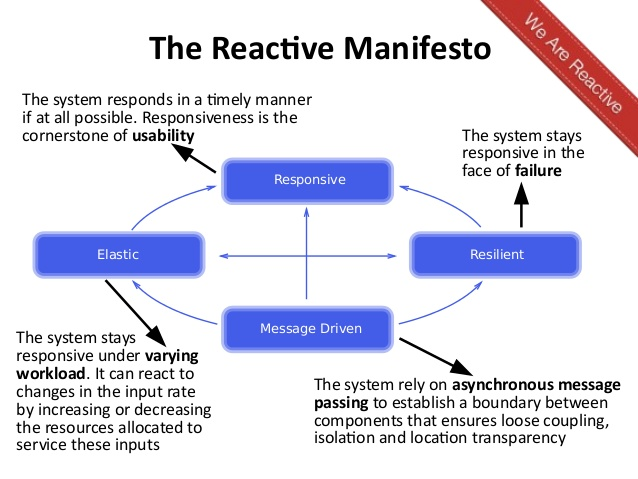 The Reactive Manifesto
We Are Reactive
The system responds in a timely manner
if at all possible. Responsiveness is the
cornerstone of usability
The system stays
responsive in the
face of failure
Responsive
Elastic
Resilient
Message Driven
The system stays
responsive under varying
workload. It can react to
changes in the input rate
by increasing or decreasing
the resources allocated to
service these inputs
The system rely on asynchronous message
passing to establish a boundary between
components that ensures loose coupling,
isolation and location transparency